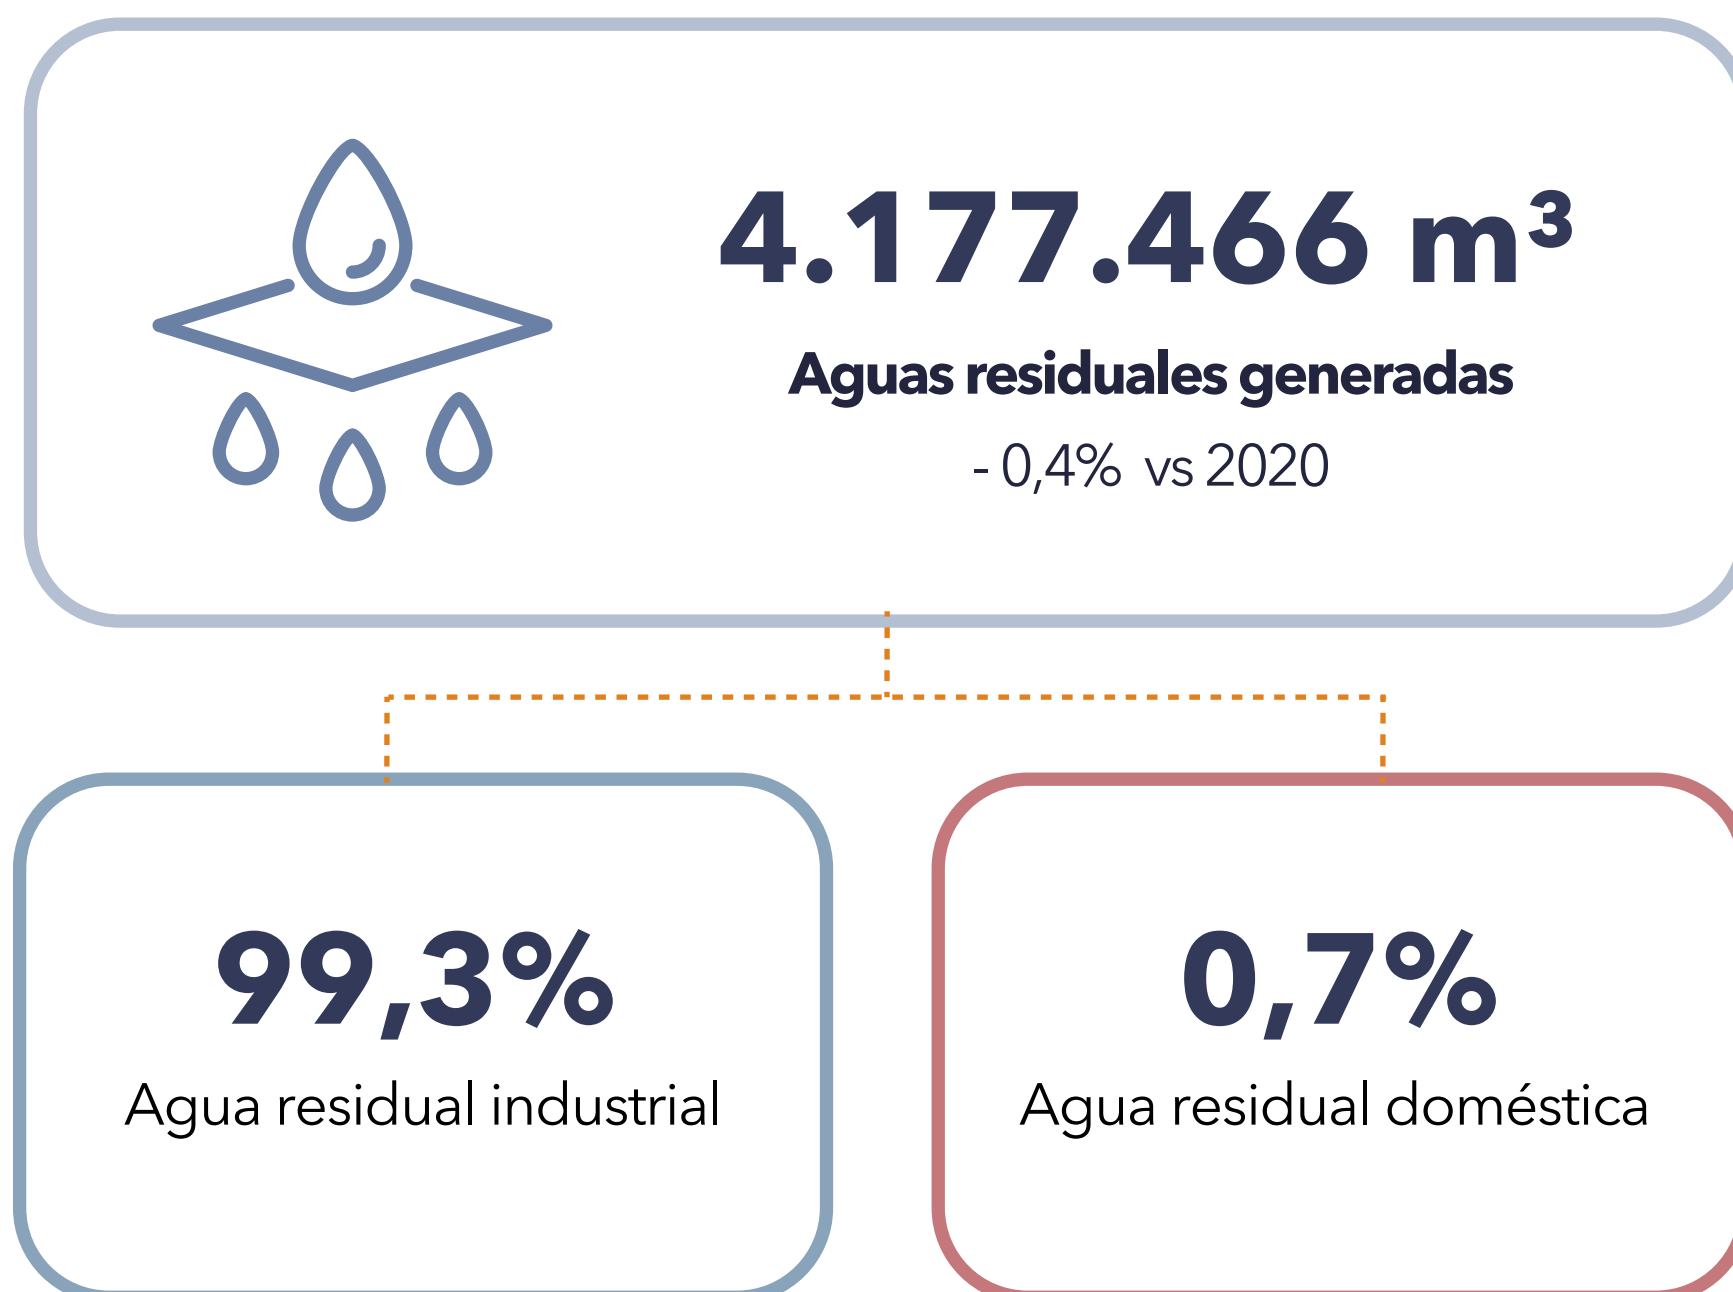 4.177.466 m³
Aguas residuales generadas
- 0,4% vs 2020
99,3%
Agua residual industrial
0,7%
Agua residual doméstica